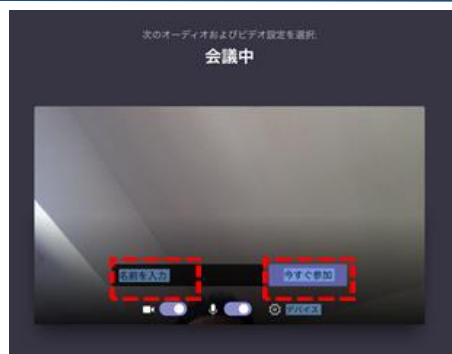 次のオーディオおよびビデオ設定を選択
会議中
名前を入力
今すぐ参加
デバイス